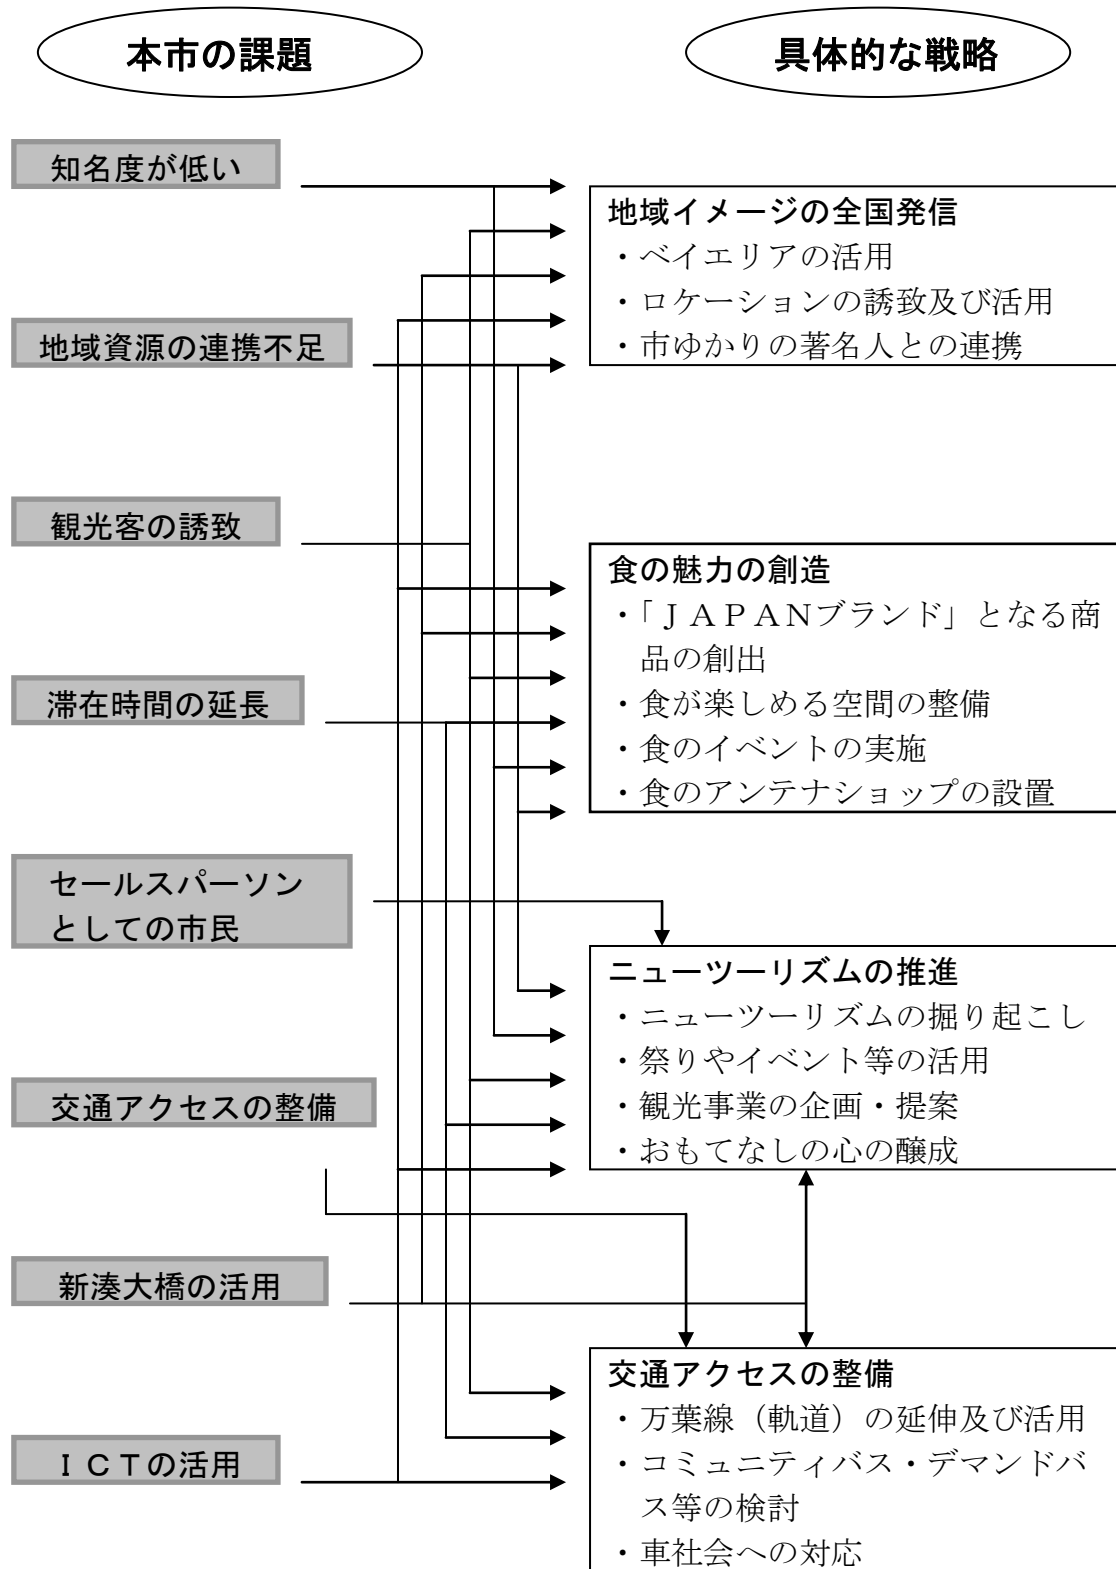 本市の課題
具体的な戦略
知名度が低い
地域資源の連携不足
観光客の誘致
滞在時間の延長
セールスパーソン
としての市民
交通アクセスの整備
新湊大橋の活用
ＩＣＴの活用
地域イメージの全国発信
・ベイエリアの活用
・ロケーションの誘致及び活用
・市ゆかりの著名人との連携
食の魅力の創造
・「ＪＡＰＡＮブランド」となる商
品の創出
・食が楽しめる空間の整備
・食のイベントの実施
・食のアンテナショップの設置
ニューツーリズムの推進
・ニューツーリズムの掘り起こし
・祭りやイベント等の活用
・観光事業の企画・提案
・おもてなしの心の醸成
交通アクセスの整備
・万葉線（軌道）の延伸及び活用
・コミュニティバス・デマンドバ
ス等の検討
・車社会への対応